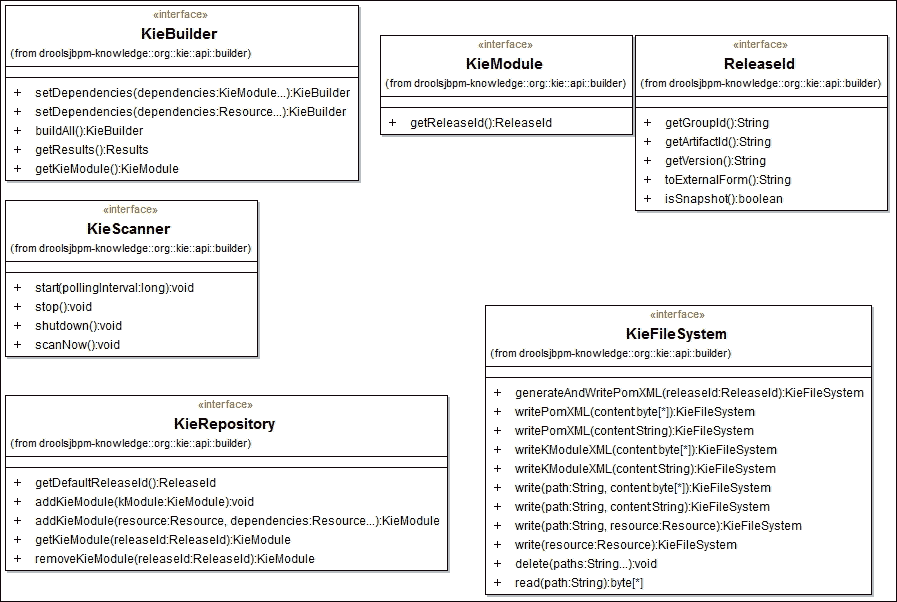 «interface»
KieBuilder
(from droolsjbpm-knowledge::org::kie::api::builder)
+ setDependencies(dependencies:KieModule...):KieBuilder
+ setDependencies(dependencies:Resource...):KieBuilder
+ buildAll():KieBuilder
+ getResults():Results
+ getKieModule():KieModule
«interface»
KieModule
(from droolsjbpm-knowledge::org::kie::api::builder)
+ getReleaseId():ReleaseId
«interface»
ReleaseId
(from droolsjbpm-knowledge::org::kie::api::builder)
+ getGroupId():String
+ getArtifactId():String
+ getVersion():String
+ toExternalForm():String
+ isSnapshot():boolean
«interface»
KieScanner
(from droolsjbpm-knowledge::org::kie::api::builder)
+ start(pollingInterval:long):void
+ stop():void
+ shutdown():void
+ scanNow():void
«interface»
KieFileSystem
(from droolsjbpm-knowledge::org::kie::api::builder)
+ generateAndWritePomXML(releaseId:ReleaseId):KieFileSystem
+ writePomXML(content:byte[*]):KieFileSystem
+ writePomXML(content:String):KieFileSystem
+ writeKModuleXML(content:byte[*]):KieFileSystem
+ writeKModuleXML(content:String):KieFileSystem
+ write(path:String, content:byte[*]):KieFileSystem
+ write(path:String, content:String):KieFileSystem
+ write(path:String, resource:Resource):KieFileSystem
+ write(resource:Resource):KieFileSystem
+ delete(paths:String...):void
+ read(path:String):byte[*]
«interface»
KieRepository
(from droolsjbpm-knowledge::org::kie::api::builder)
+ getDefaultReleaseId():ReleaseId
+ addKieModule(kModule:KieModule):void
+ addKieModule(resource:Resource, dependencies:Resource...):KieModule
+ getKieModule(releaseId:ReleaseId):KieModule
+ removeKieModule(releaseId:ReleaseId):KieModule